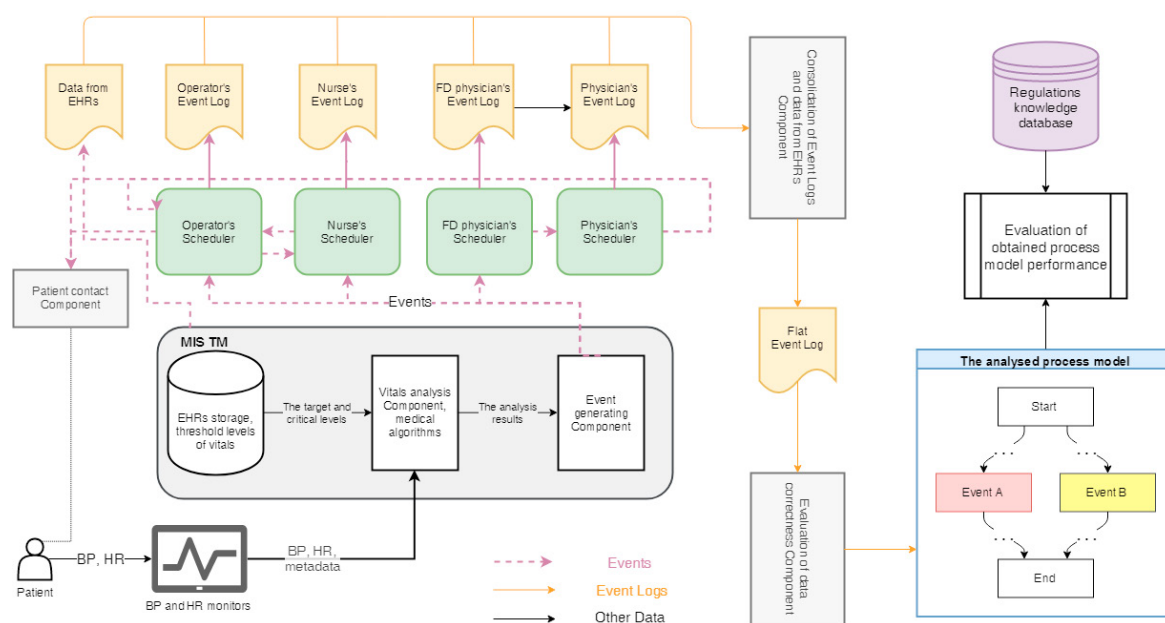 Data from
EHRs
Operator's
Event Log
Nurse's
Event Log
FD physician's
Event Log
Physician's
Event Log
Consolidation of Event Logs
and data from EHRs
Component
Regulations
knowledge
database
Operator's
Scheduler
Nurse's
Scheduler
FD physician's
Scheduler
Physician's
Scheduler
Evaluation of
obtained process
model performance
Patient contact
Component
Events
Flat
Event Log
MIS TM
EHRs storage,
threshold levels
of vitals
The target and
critical levels
Vitals analysis
Component,
medical
algorithms
The analysis
results
Event
generating
Component
The analysed process model
Start
. . .
. . .
Event A
Event B
. . .
. . .
End
Evaluation of data
correctness Component
Patient
BP, HR
BP and HR monitors
BP, HR,
metadata
Events
Event Logs
Other Data